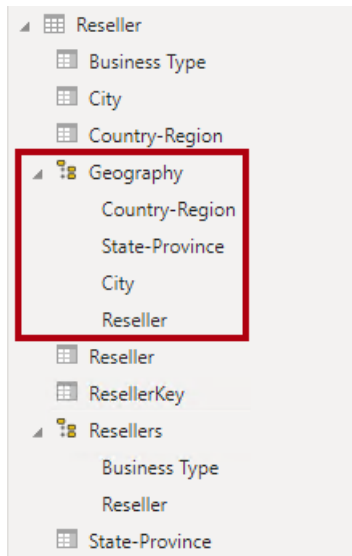 Reseller
Business Type
City
Country-Region
Geography
Country-Region
State-Province
City
Reseller
Reseller
ResellerKey
Resellers
Business Type
Reseller
State-Province